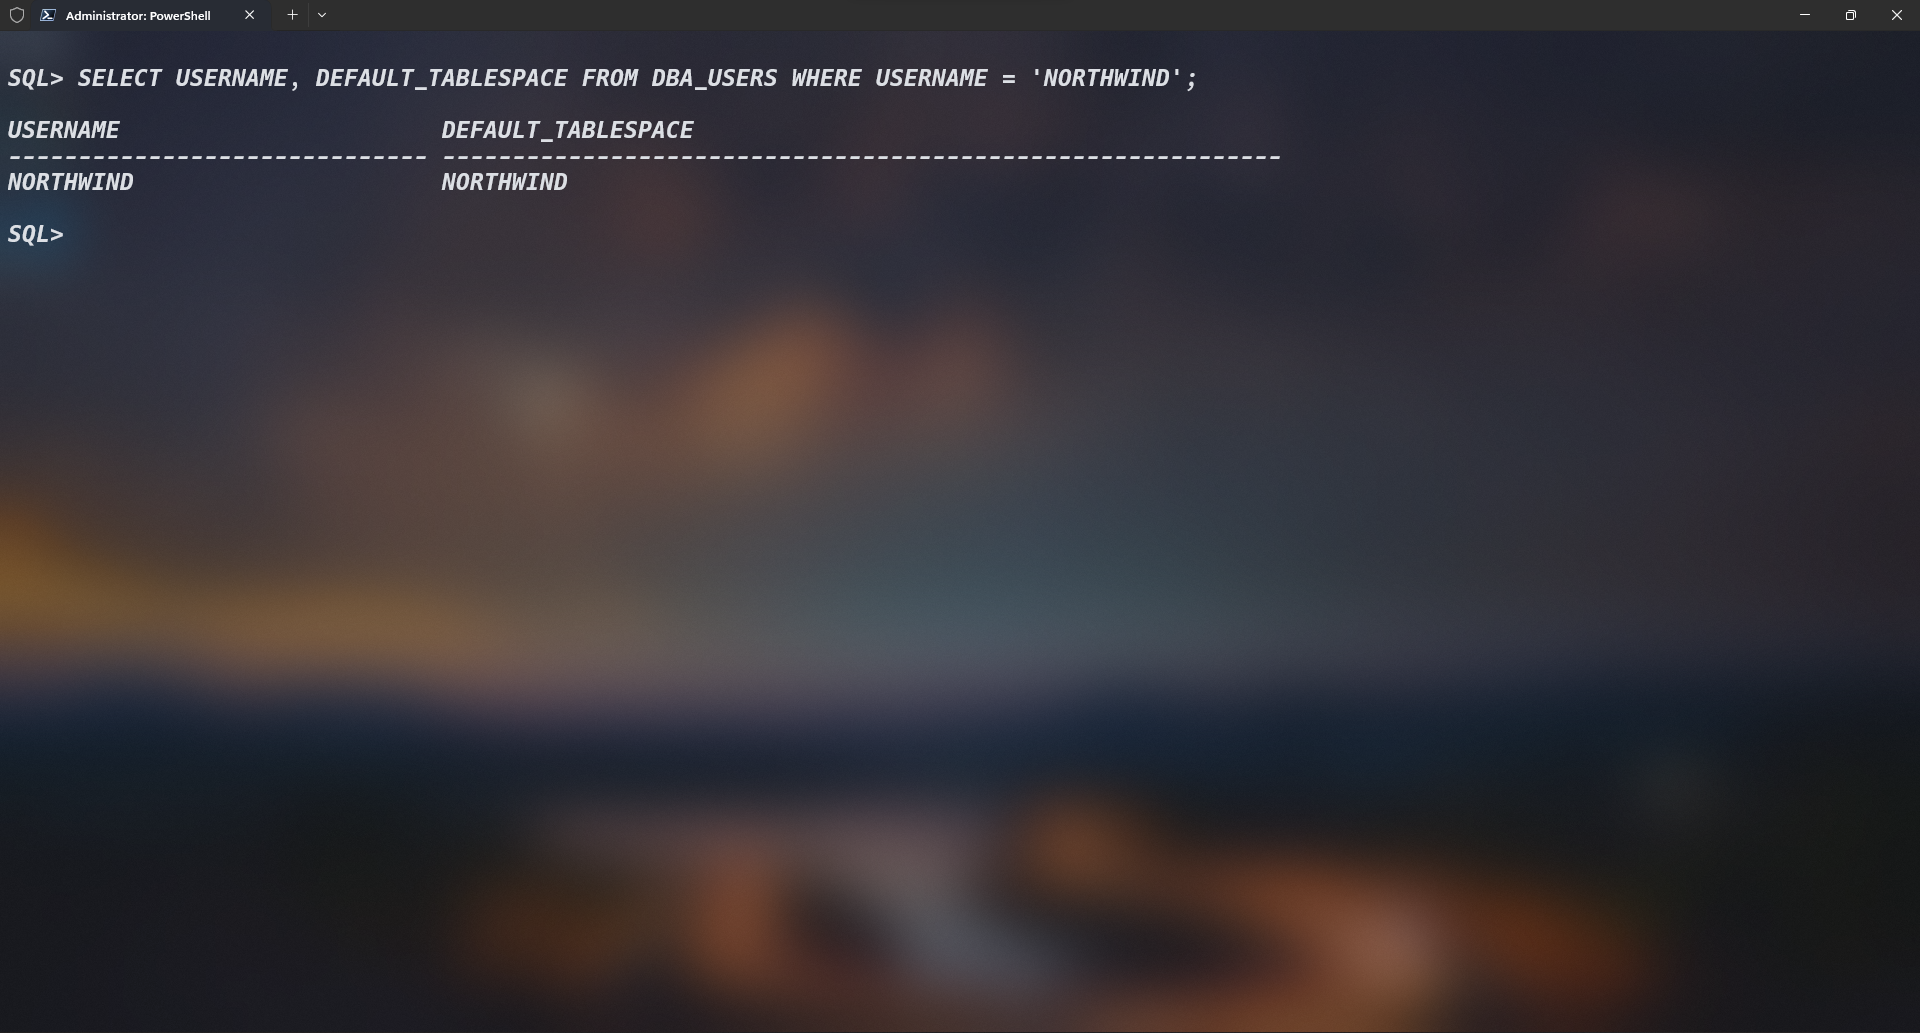 Administrator: PowerShell
SQL> SELECT USERNAME, DEFAULT_TABLESPACE FROM DBA_USERS WHERE USERNAME = 'NORTHWIND';
USERNAME                       DEFAULT_TABLESPACE
------------------------------ ------------------------------------------------------------
NORTHWIND                      NORTHWIND
SQL>